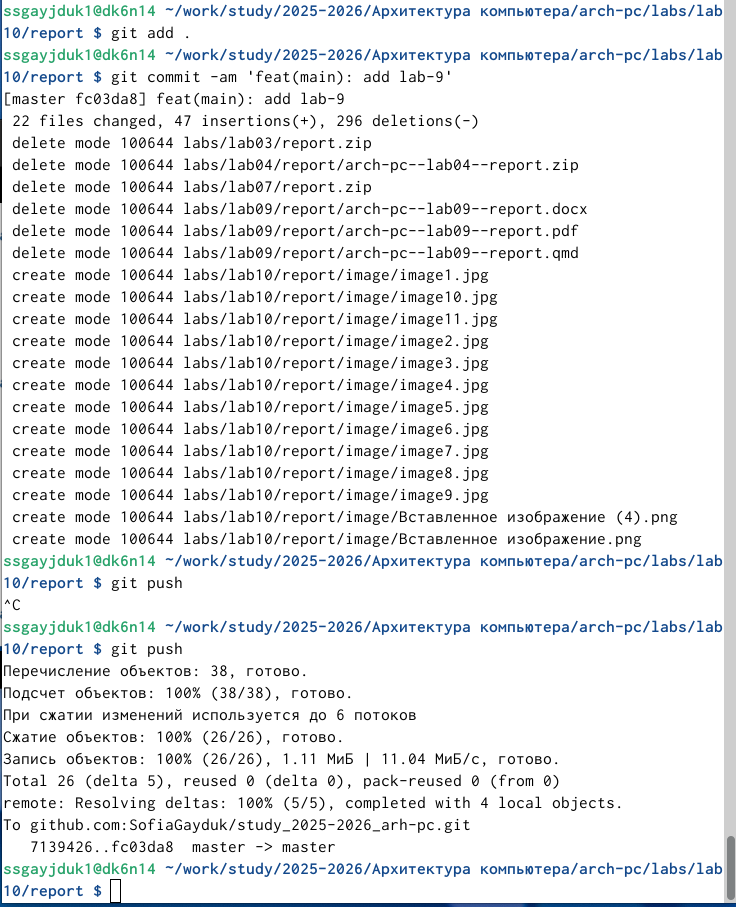 ssgayjduk1@dk6n14 ~/work/study/2025-2026/Архитектура компьютера/arch-pc/labs/lab
10/report $ git add .
ssgayjduk1@dk6n14 ~/work/study/2025-2026/Архитектура компьютера/arch-pc/labs/lab
10/report $ git commit -am 'feat(main): add lab-9'
[master fc03da8] feat(main): add lab-9
 22 files changed, 47 insertions(+), 296 deletions(-)
 delete mode 100644 labs/lab03/report.zip
 delete mode 100644 labs/lab04/report/arch-pc--lab04--report.zip
 delete mode 100644 labs/lab07/report.zip
 delete mode 100644 labs/lab09/report/arch-pc--lab09--report.docx
 delete mode 100644 labs/lab09/report/arch-pc--lab09--report.pdf
 delete mode 100644 labs/lab09/report/arch-pc--lab09--report.qmd
 create mode 100644 labs/lab10/report/image/image1.jpg
 create mode 100644 labs/lab10/report/image/image10.jpg
 create mode 100644 labs/lab10/report/image/image11.jpg
 create mode 100644 labs/lab10/report/image/image2.jpg
 create mode 100644 labs/lab10/report/image/image3.jpg
 create mode 100644 labs/lab10/report/image/image4.jpg
 create mode 100644 labs/lab10/report/image/image5.jpg
 create mode 100644 labs/lab10/report/image/image6.jpg
 create mode 100644 labs/lab10/report/image/image7.jpg
 create mode 100644 labs/lab10/report/image/image8.jpg
 create mode 100644 labs/lab10/report/image/image9.jpg
 create mode 100644 labs/lab10/report/image/Вставленное изображение (4).png
 create mode 100644 labs/lab10/report/image/Вставленное изображение.png
ssgayjduk1@dk6n14 ~/work/study/2025-2026/Архитектура компьютера/arch-pc/labs/lab
10/report $ git push
^C
ssgayjduk1@dk6n14 ~/work/study/2025-2026/Архитектура компьютера/arch-pc/labs/lab
10/report $ git push
Перечисление объектов: 38, готово.
Подсчет объектов: 100% (38/38), готово.
При сжатии изменений используется до 6 потоков
Сжатие объектов: 100% (26/26), готово.
Запись объектов: 100% (26/26), 1.11 МиБ | 11.04 МиБ/с, готово.
Total 26 (delta 5), reused 0 (delta 0), pack-reused 0 (from 0)
remote: Resolving deltas: 100% (5/5), completed with 4 local objects.
To github.com:SofiaGayduk/study_2025-2026_arh-pc.git
   7139426..fc03da8  master -> master
ssgayjduk1@dk6n14 ~/work/study/2025-2026/Архитектура компьютера/arch-pc/labs/lab
10/report $